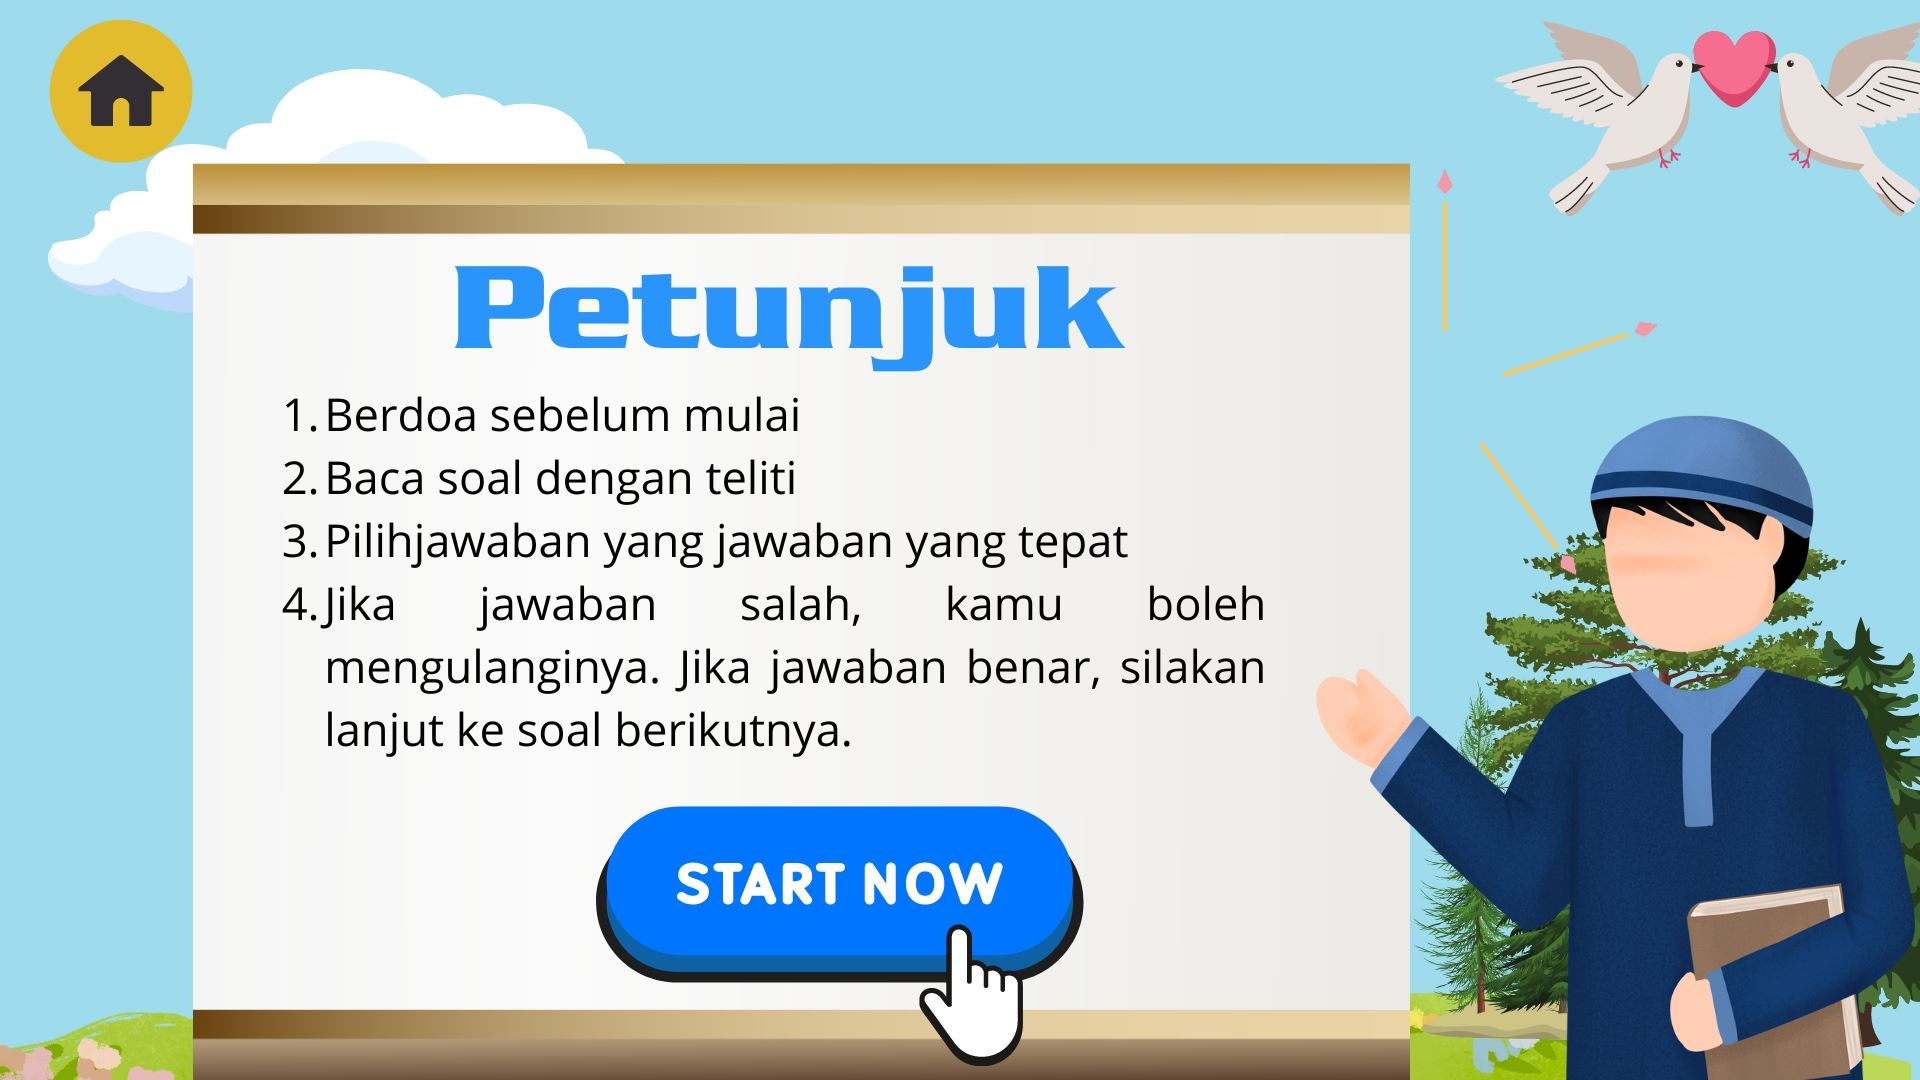 Petunjuk
1. Berdoa sebelum mulai
2. Baca soal dengan teliti
3. Pilihjawaban yang jawaban yang tepat
4. Jika jawaban salah, kamu boleh
mengulanginya. Jika jawaban benar, silakan
lanjut ke soal berikutnya.
START NOW